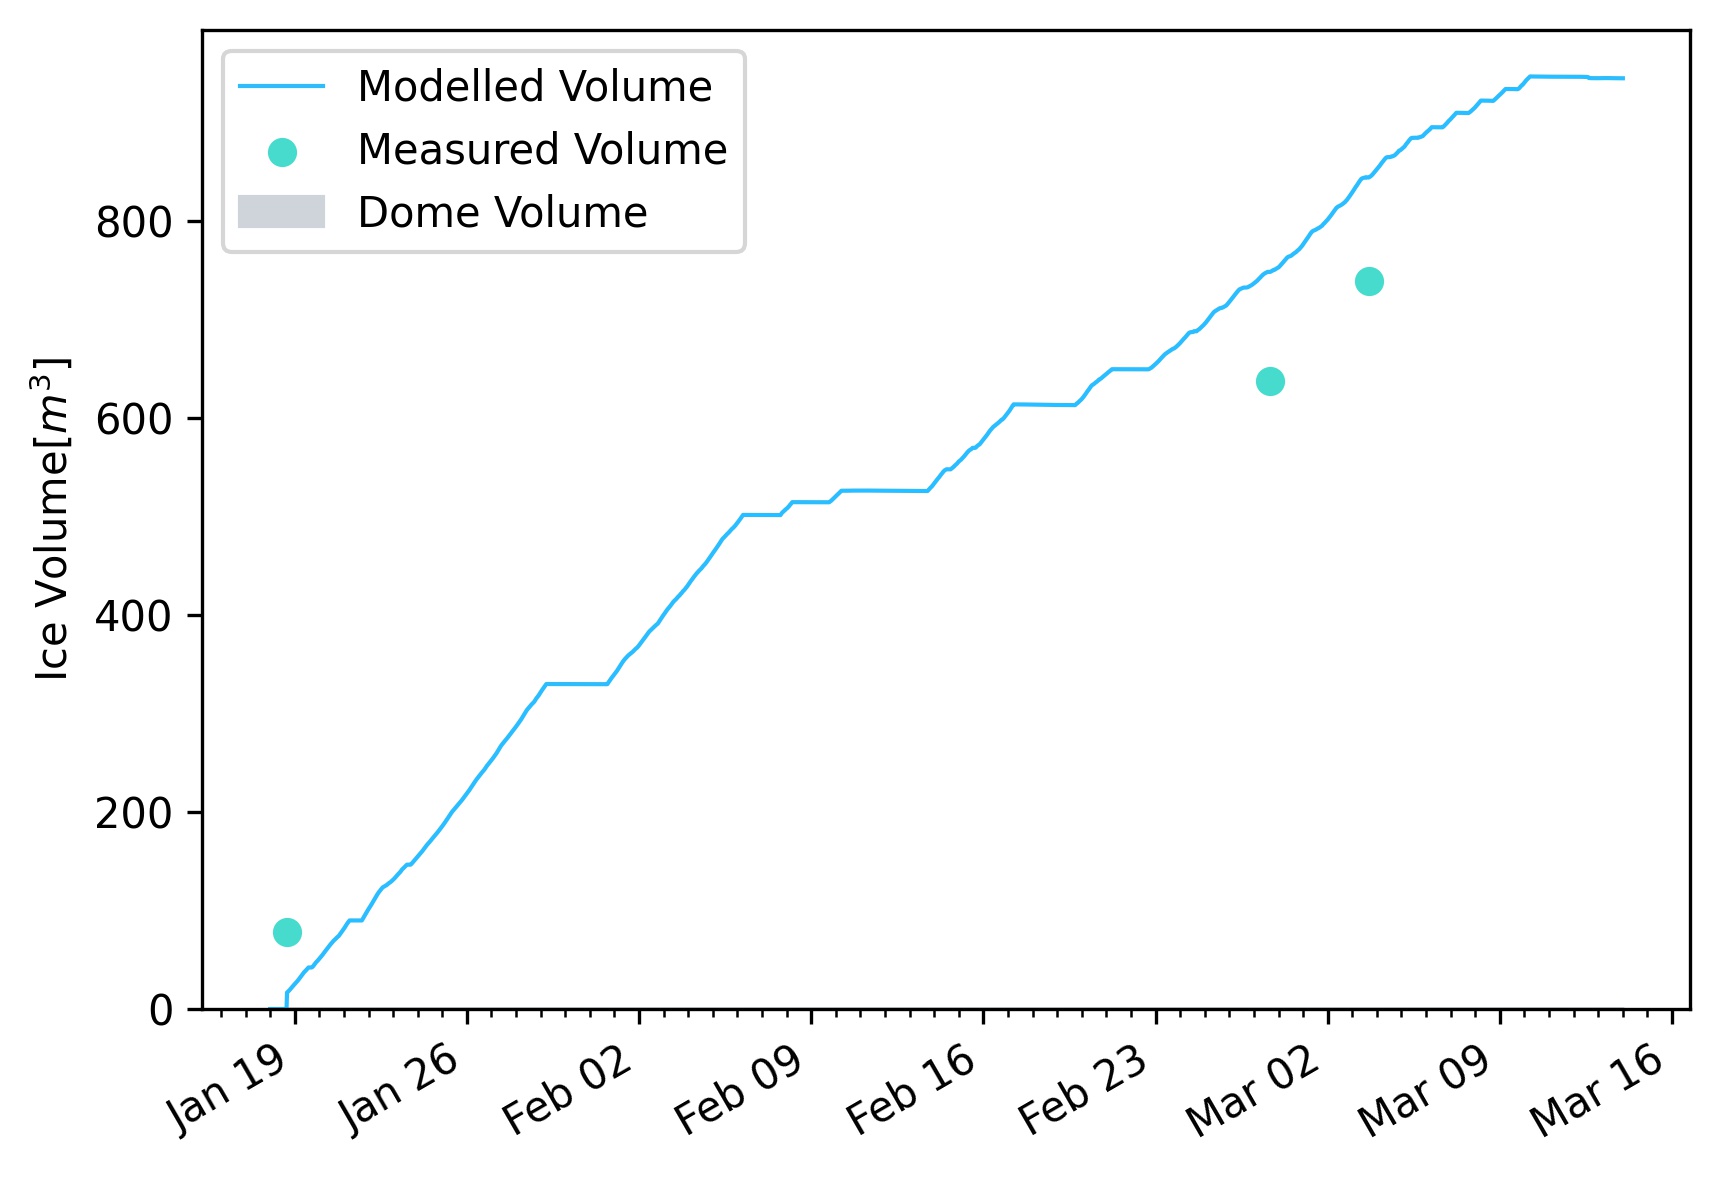 Modelled Volume
Measured Volume
Dome Volume
Ice Volume[$m^3$]
800
600
400
200
0
Jan 19
Jan 26
Feb 02
Feb 09
Feb 16
Feb 23
Mar 02
Mar 09
Mar 16